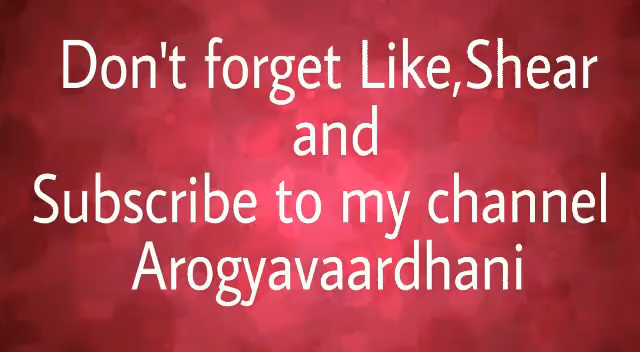 Don't forget Like,Shear
and
Subscribe to my channel
Arogyavaardhani